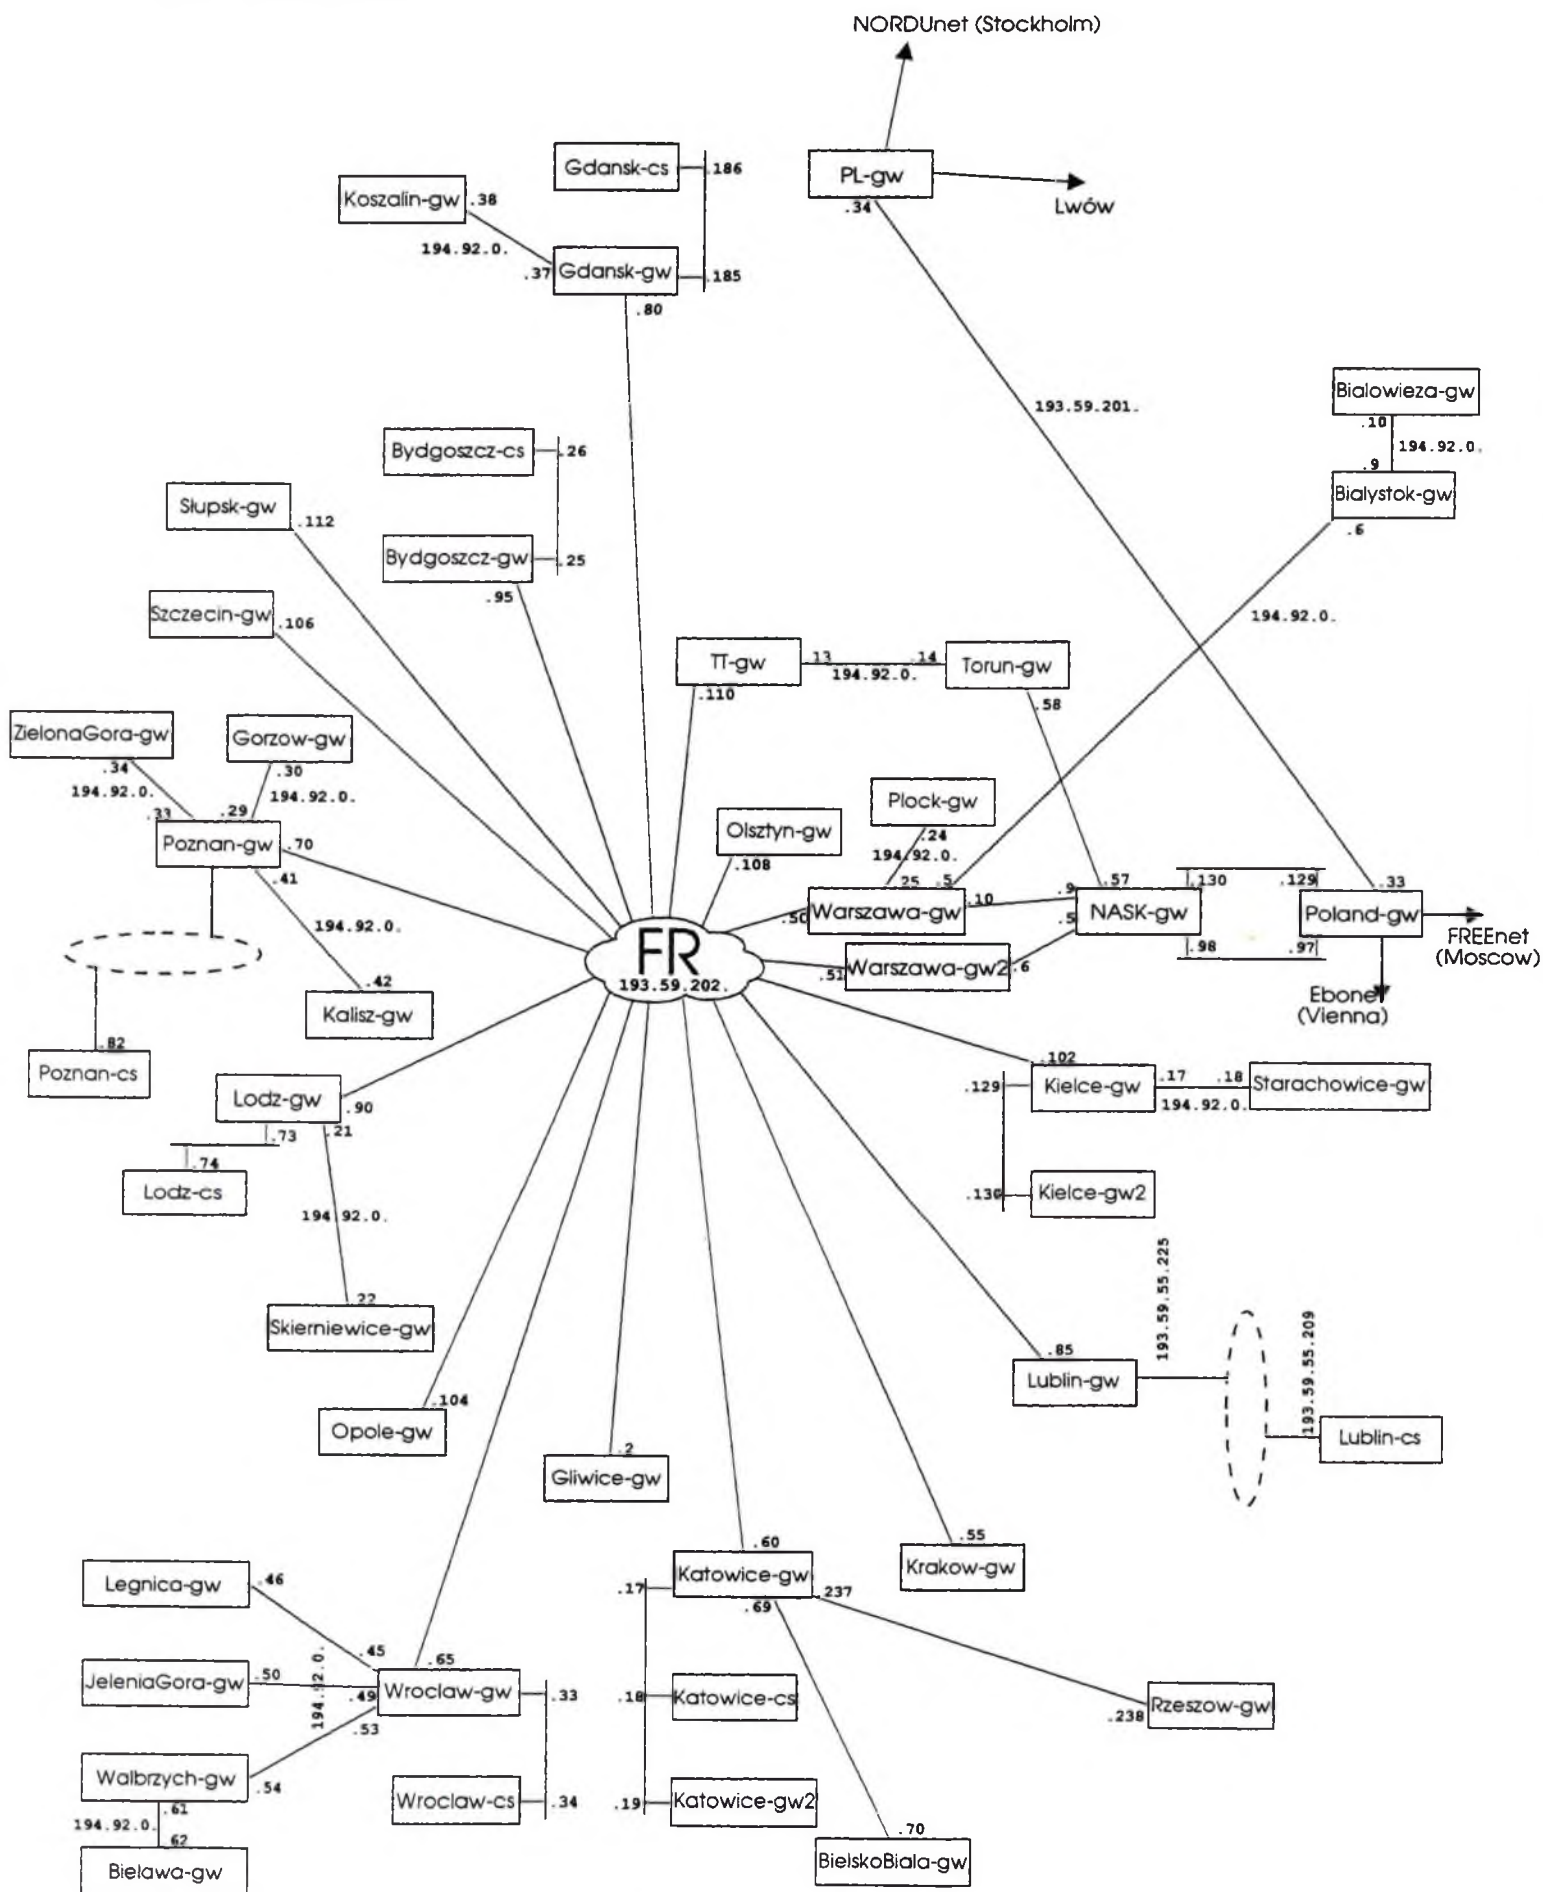 NORDUnet (Stockholm)
Gdansk-cs
.186
PL-gw
.34
Lwów
Koszalin-gw
.38
194.92.0.
.37
Gdansk-gw
.185
.80
193.59.201.
Bialowieza-gw
.10
194.92.0.
.9
Bialystok-gw
.6
194.92.0.
Bydgoszcz-cs
.26
Słupsk-gw
.112
Bydgoszcz-gw
.25
.95
Szczecin-gw
.106
TT-gw
.13
.14
194.92.0.
Torun-gw
.110
.58
ZielonaGora-gw
.34
194.92.0.
.33
Gorzow-gw
.30
194.92.0.
.29
Poznan-gw
.70
.41
194.92.0.
.42
Kalisz-gw
.82
Poznan-cs
Olsztyn-gw
.108
Plock-gw
.24
194.92.0.
.25
.5
Warszawa-gw
.10
.50
.9
.57
.5
NASK-gw
.130
.129
.98
.97
.33
Poland-gw
FREEnet
(Moscow)
Ebone
(Vienna)
FR
193.59.202.
.51
Warszawa-gw2
.6
.102
.129
Kielce-gw
.17
.18
194.92.0.
Starachowice-gw
.130
Kielce-gw2
Lodz-gw
.90
.73
.21
.74
Lodz-cs
194.92.0.
.22
Skierniewice-gw
.104
Opole-gw
.2
Gliwice-gw
.85
Lublin-gw
193.59.55.225
193.59.55.209
Lublin-cs
.60
Katowice-gw
.17
.69
.237
.55
Krakow-gw
Legnica-gw
.46
.45
194.92.0.
JeleniaGora-gw
.50
.49
.65
Wroclaw-gw
.33
.53
Walbrzych-gw
.54
Wroclaw-cs
.34
.61
194.92.0.
.62
Bielawa-gw
.18
Katowice-cs
.19
Katowice-gw2
.238
Rzeszow-gw
.70
BielskoBiala-gw